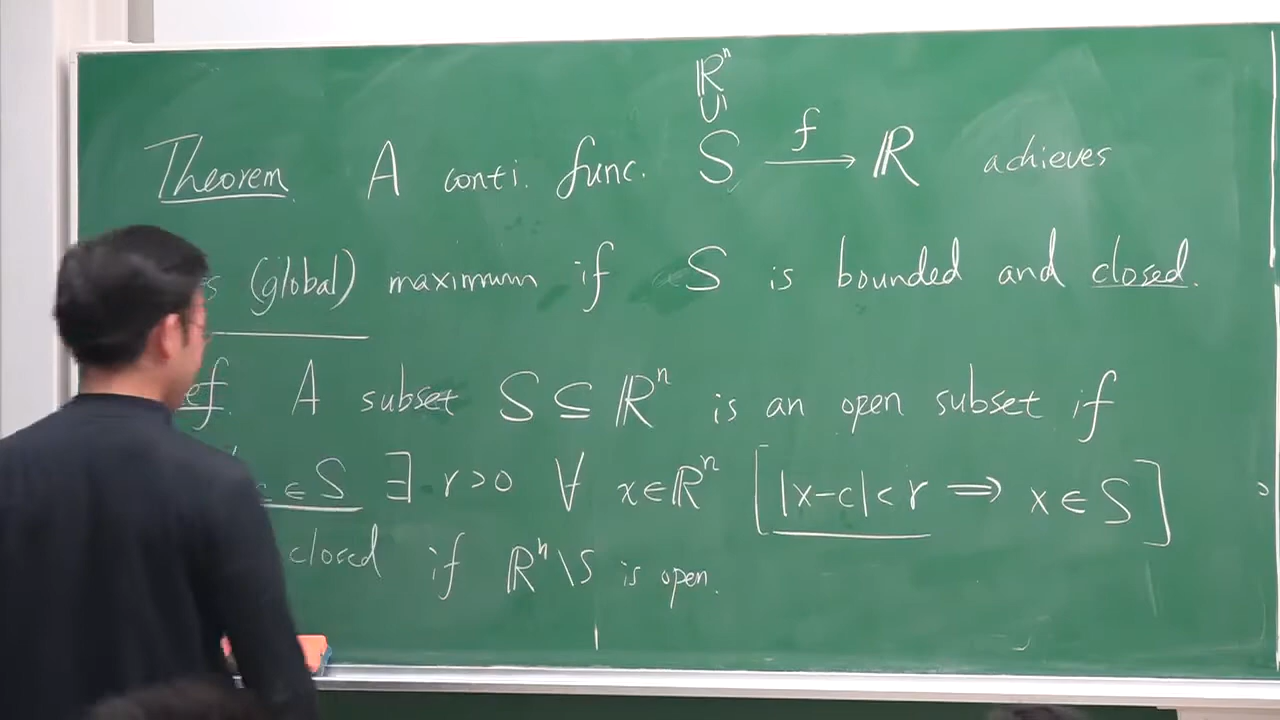 ℝⁿ
∪ı
Theorem. A conti. func. S —f→ ℝ achieves
s (global) maximum if S is bounded and closed.
ef. A subset S ⊆ ℝⁿ is an open subset if
∈ S ∃ r>0 ∀ x∈ℝⁿ [|x-c|<r ⟹ x∈S]
closed if ℝⁿ\S is open.